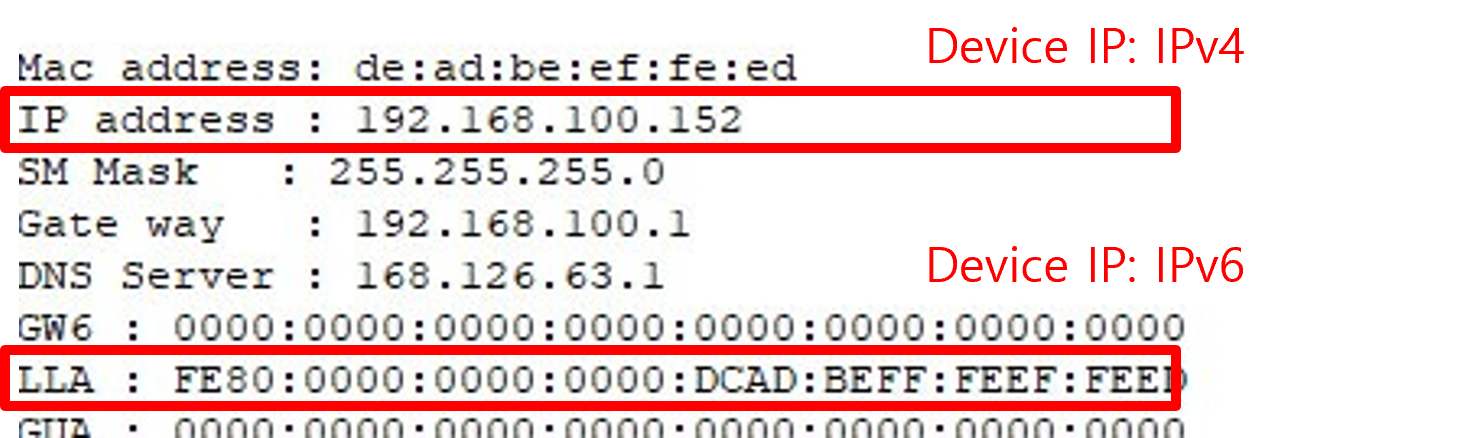 Device IP: IPv4
Mac address: de:ad:be:ef:fe:ed
IP address : 192.168.100.152
SM Mask   : 255.255.255.0
Gate way   : 192.168.100.1
Device IP: IPv6
DNS Server : 168.126.63.1
GW6 : 0000:0000:0000:0000:0000:0000:0000:0000
LLA : FE80:0000:0000:0000:DCAD:BEFF:FEEF:FEED
GUA : 0000:0000:0000:0000:0000:0000:0000:0000